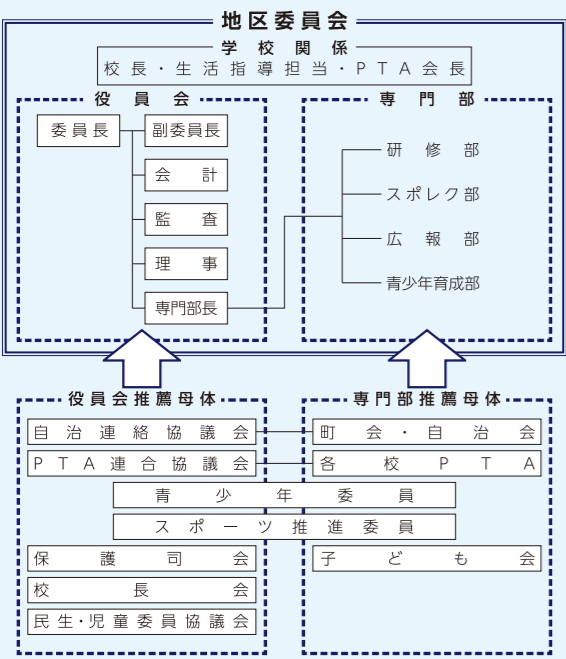 地区委員会
学校関係
校長・生活指導担当・PTA会長
役員会
委員長
副委員長
会計
監査
理事
専門部長
専門部
研修部
スポレク部
広報部
青少年育成部
役員会推薦母体
専門部推薦母体
自治連絡協議会
町会・自治会
PTA連合協議会
各校PTA
青少年委員
スポーツ推進委員
保護司会
子ども会
校長会
民生・児童委員協議会